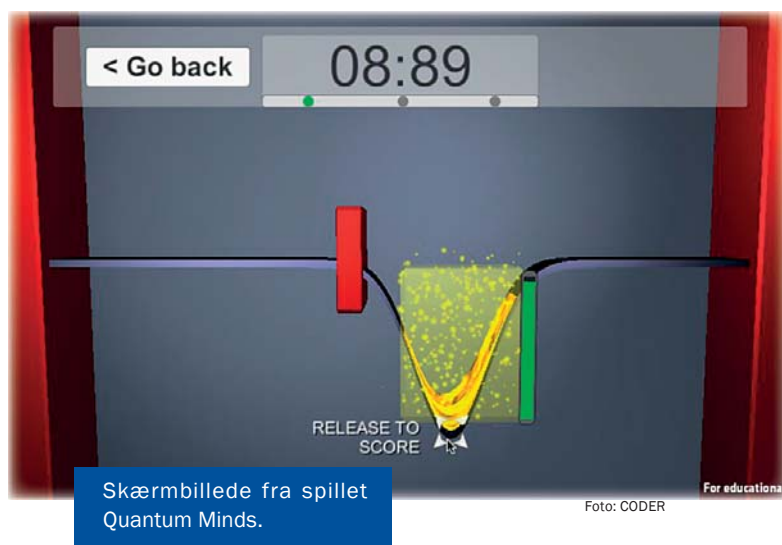 < Go back
08:89
RELEASE TO
SCORE
For educationa
Skærmbillede fra spillet
Quantum Minds.
Foto: CODER